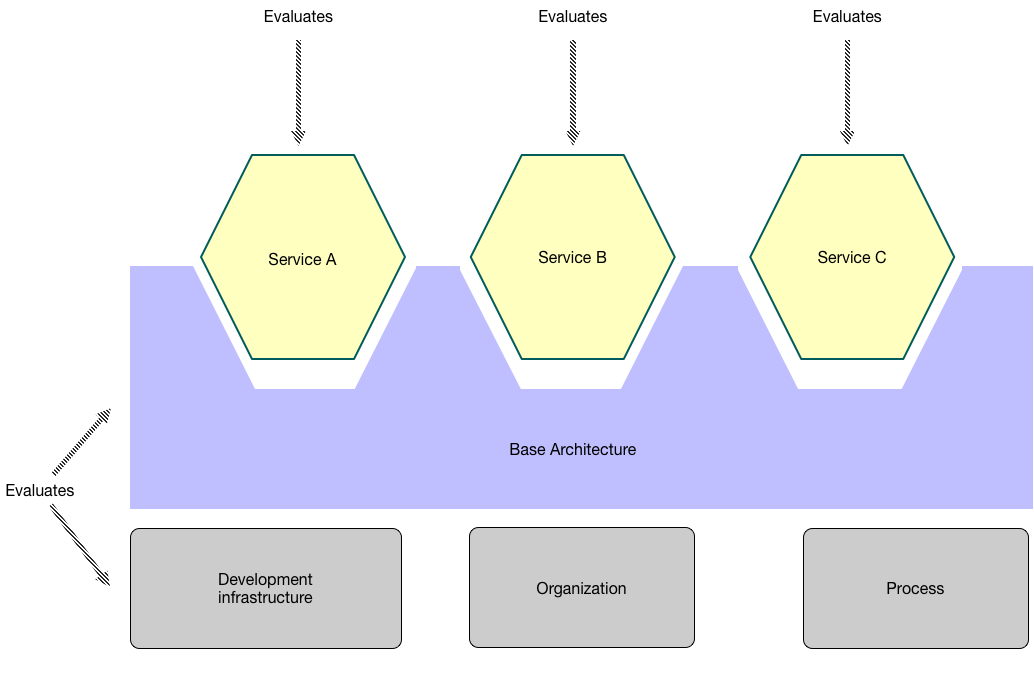 Evaluates
Evaluates
Evaluates
Service A
Service B
Service C
Base Architecture
Evaluates
Development
infrastructure
Organization
Process